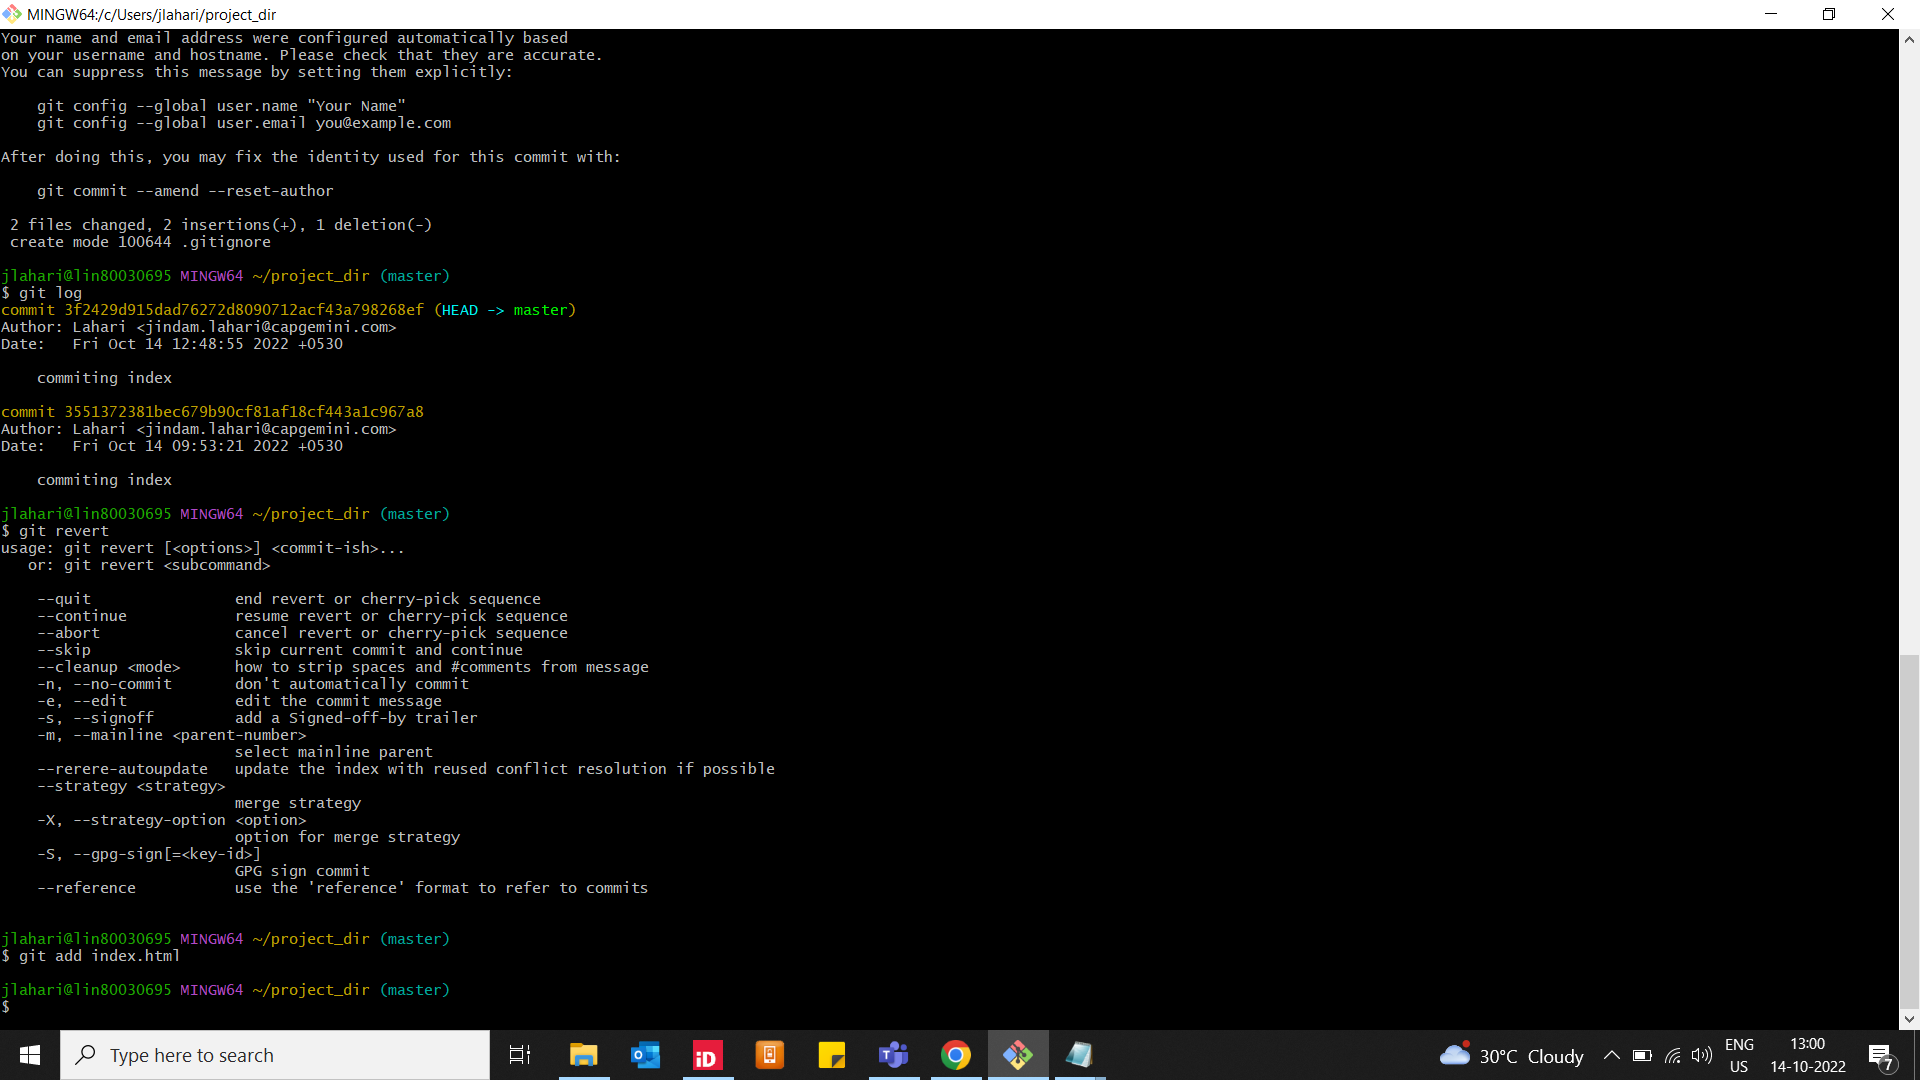 MINGW64:/c/Users/jlahari/project_dir
Your name and email address were configured automatically based
on your username and hostname. Please check that they are accurate.
You can suppress this message by setting them explicitly:
git config --global user.name "Your Name"
git config --global user.email you@example.com
After doing this, you may fix the identity used for this commit with:
git commit --amend --reset-author
2 files changed, 2 insertions(+), 1 deletion(-)
create mode 100644 .gitignore
jlahari@lin80030695 MINGW64 ~/project_dir (master)
$ git log
commit 3f2429d915dad76272d8090712acf43a798268ef (HEAD -> master)
Author: Lahari <jindam.lahari@capgemini.com>
Date:   Fri Oct 14 12:48:55 2022 +0530
commiting index
commit 3551372381bec679b90cf81af18cf443a1c967a8
Author: Lahari <jindam.lahari@capgemini.com>
Date:   Fri Oct 14 09:53:21 2022 +0530
commiting index
jlahari@lin80030695 MINGW64 ~/project_dir (master)
$ git revert
usage: git revert [<options>] <commit-ish>...
or: git revert <subcommand>
--quit                end revert or cherry-pick sequence
--continue            resume revert or cherry-pick sequence
--abort               cancel revert or cherry-pick sequence
--skip                skip current commit and continue
--cleanup <mode>      how to strip spaces and #comments from message
-n, --no-commit       don't automatically commit
-e, --edit            edit the commit message
-s, --signoff         add a Signed-off-by trailer
-m, --mainline <parent-number>
select mainline parent
--rerere-autoupdate   update the index with reused conflict resolution if possible
--strategy <strategy>
merge strategy
-X, --strategy-option <option>
option for merge strategy
-S, --gpg-sign[=<key-id>]
GPG sign commit
--reference           use the 'reference' format to refer to commits
jlahari@lin80030695 MINGW64 ~/project_dir (master)
$ git add index.html
jlahari@lin80030695 MINGW64 ~/project_dir (master)
$
Type here to search
30°C Cloudy
ENG
US
13:00
14-10-2022
7